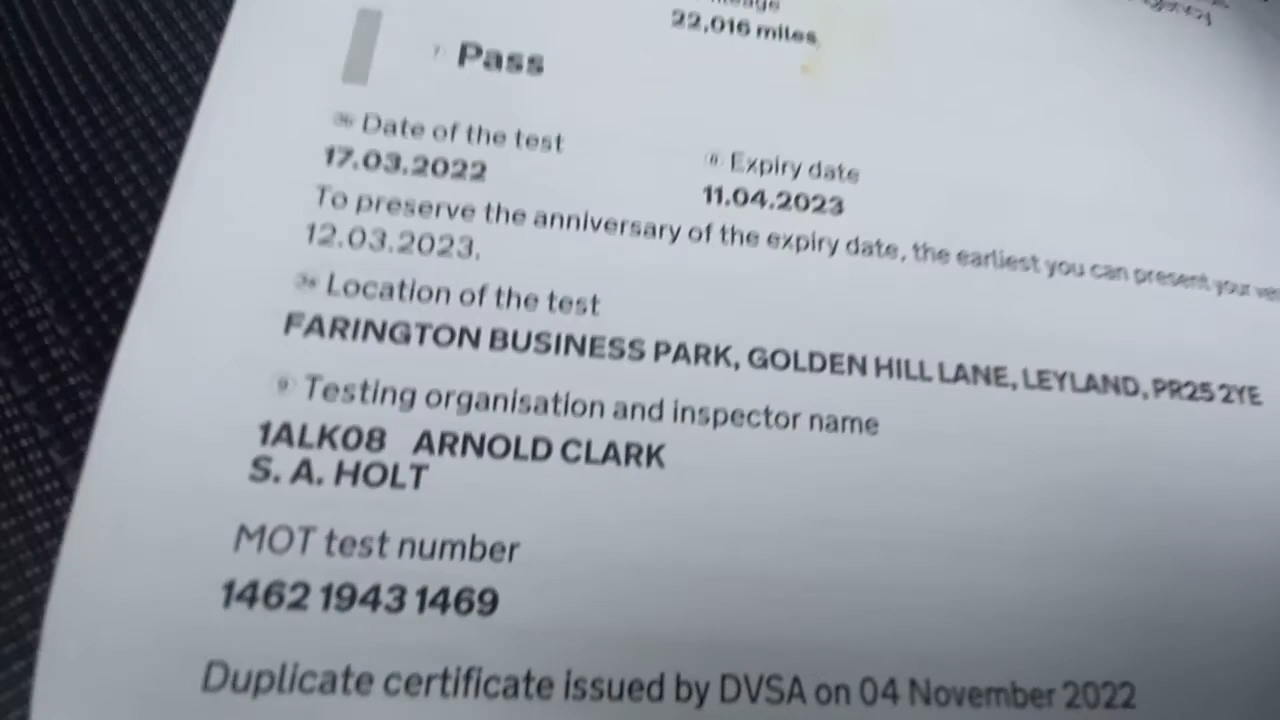 22,016 miles
Pass
Date of the test
17.03.2022
Expiry date
11.04.2023
To preserve the anniversary of the expiry date, the earliest you can present your
12.03.2023.
Location of the test
FARINGTON BUSINESS PARK, GOLDEN HILL LANE, LEYLAND, PR25 2YE
Testing organisation and inspector name
1ALK08 ARNOLD CLARK
S. A. HOLT
MOT test number
1462 1943 1469
Duplicate certificate issued by DVSA on 04 November 2022